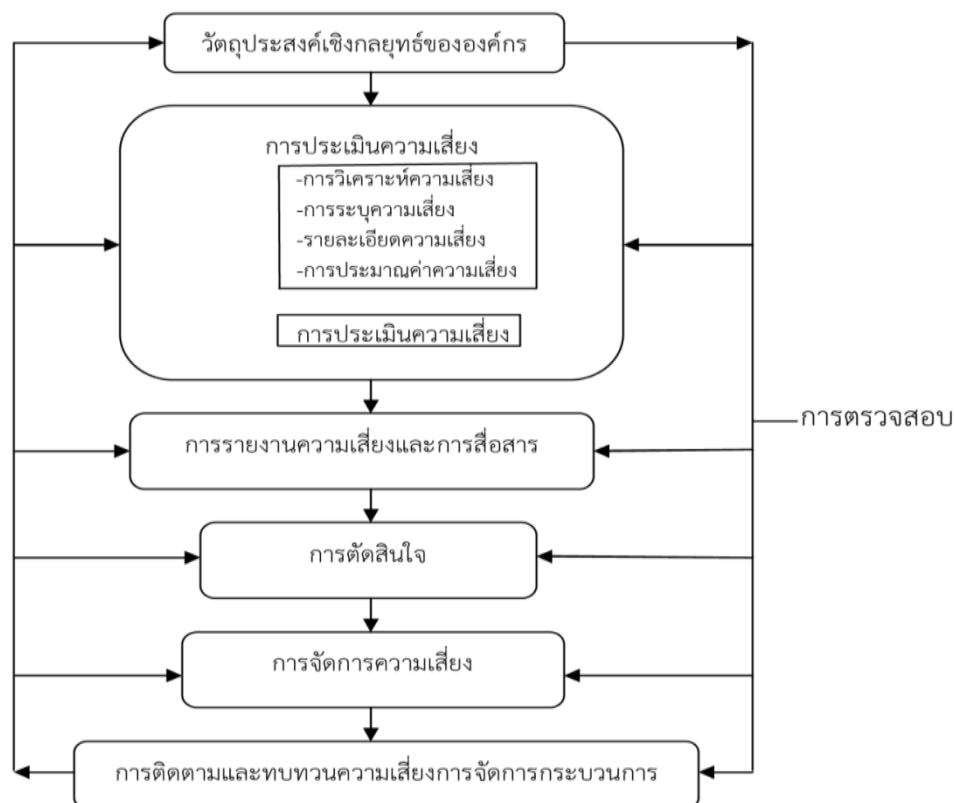 วัตถุประสงค์เชิงกลยุทธ์ขององค์กร
การประเมินความเสี่ยง
-การวิเคราะห์ความเสี่ยง
-การระบุความเสี่ยง
-รายละเอียดความเสี่ยง
-การประมาณค่าความเสี่ยง
การประเมินความเสี่ยง
การตรวจสอบ
การรายงานความเสี่ยงและการสื่อสาร
การตัดสินใจ
การจัดการความเสี่ยง
การติดตามและทบทวนความเสี่ยงการจัดการกระบวนการ